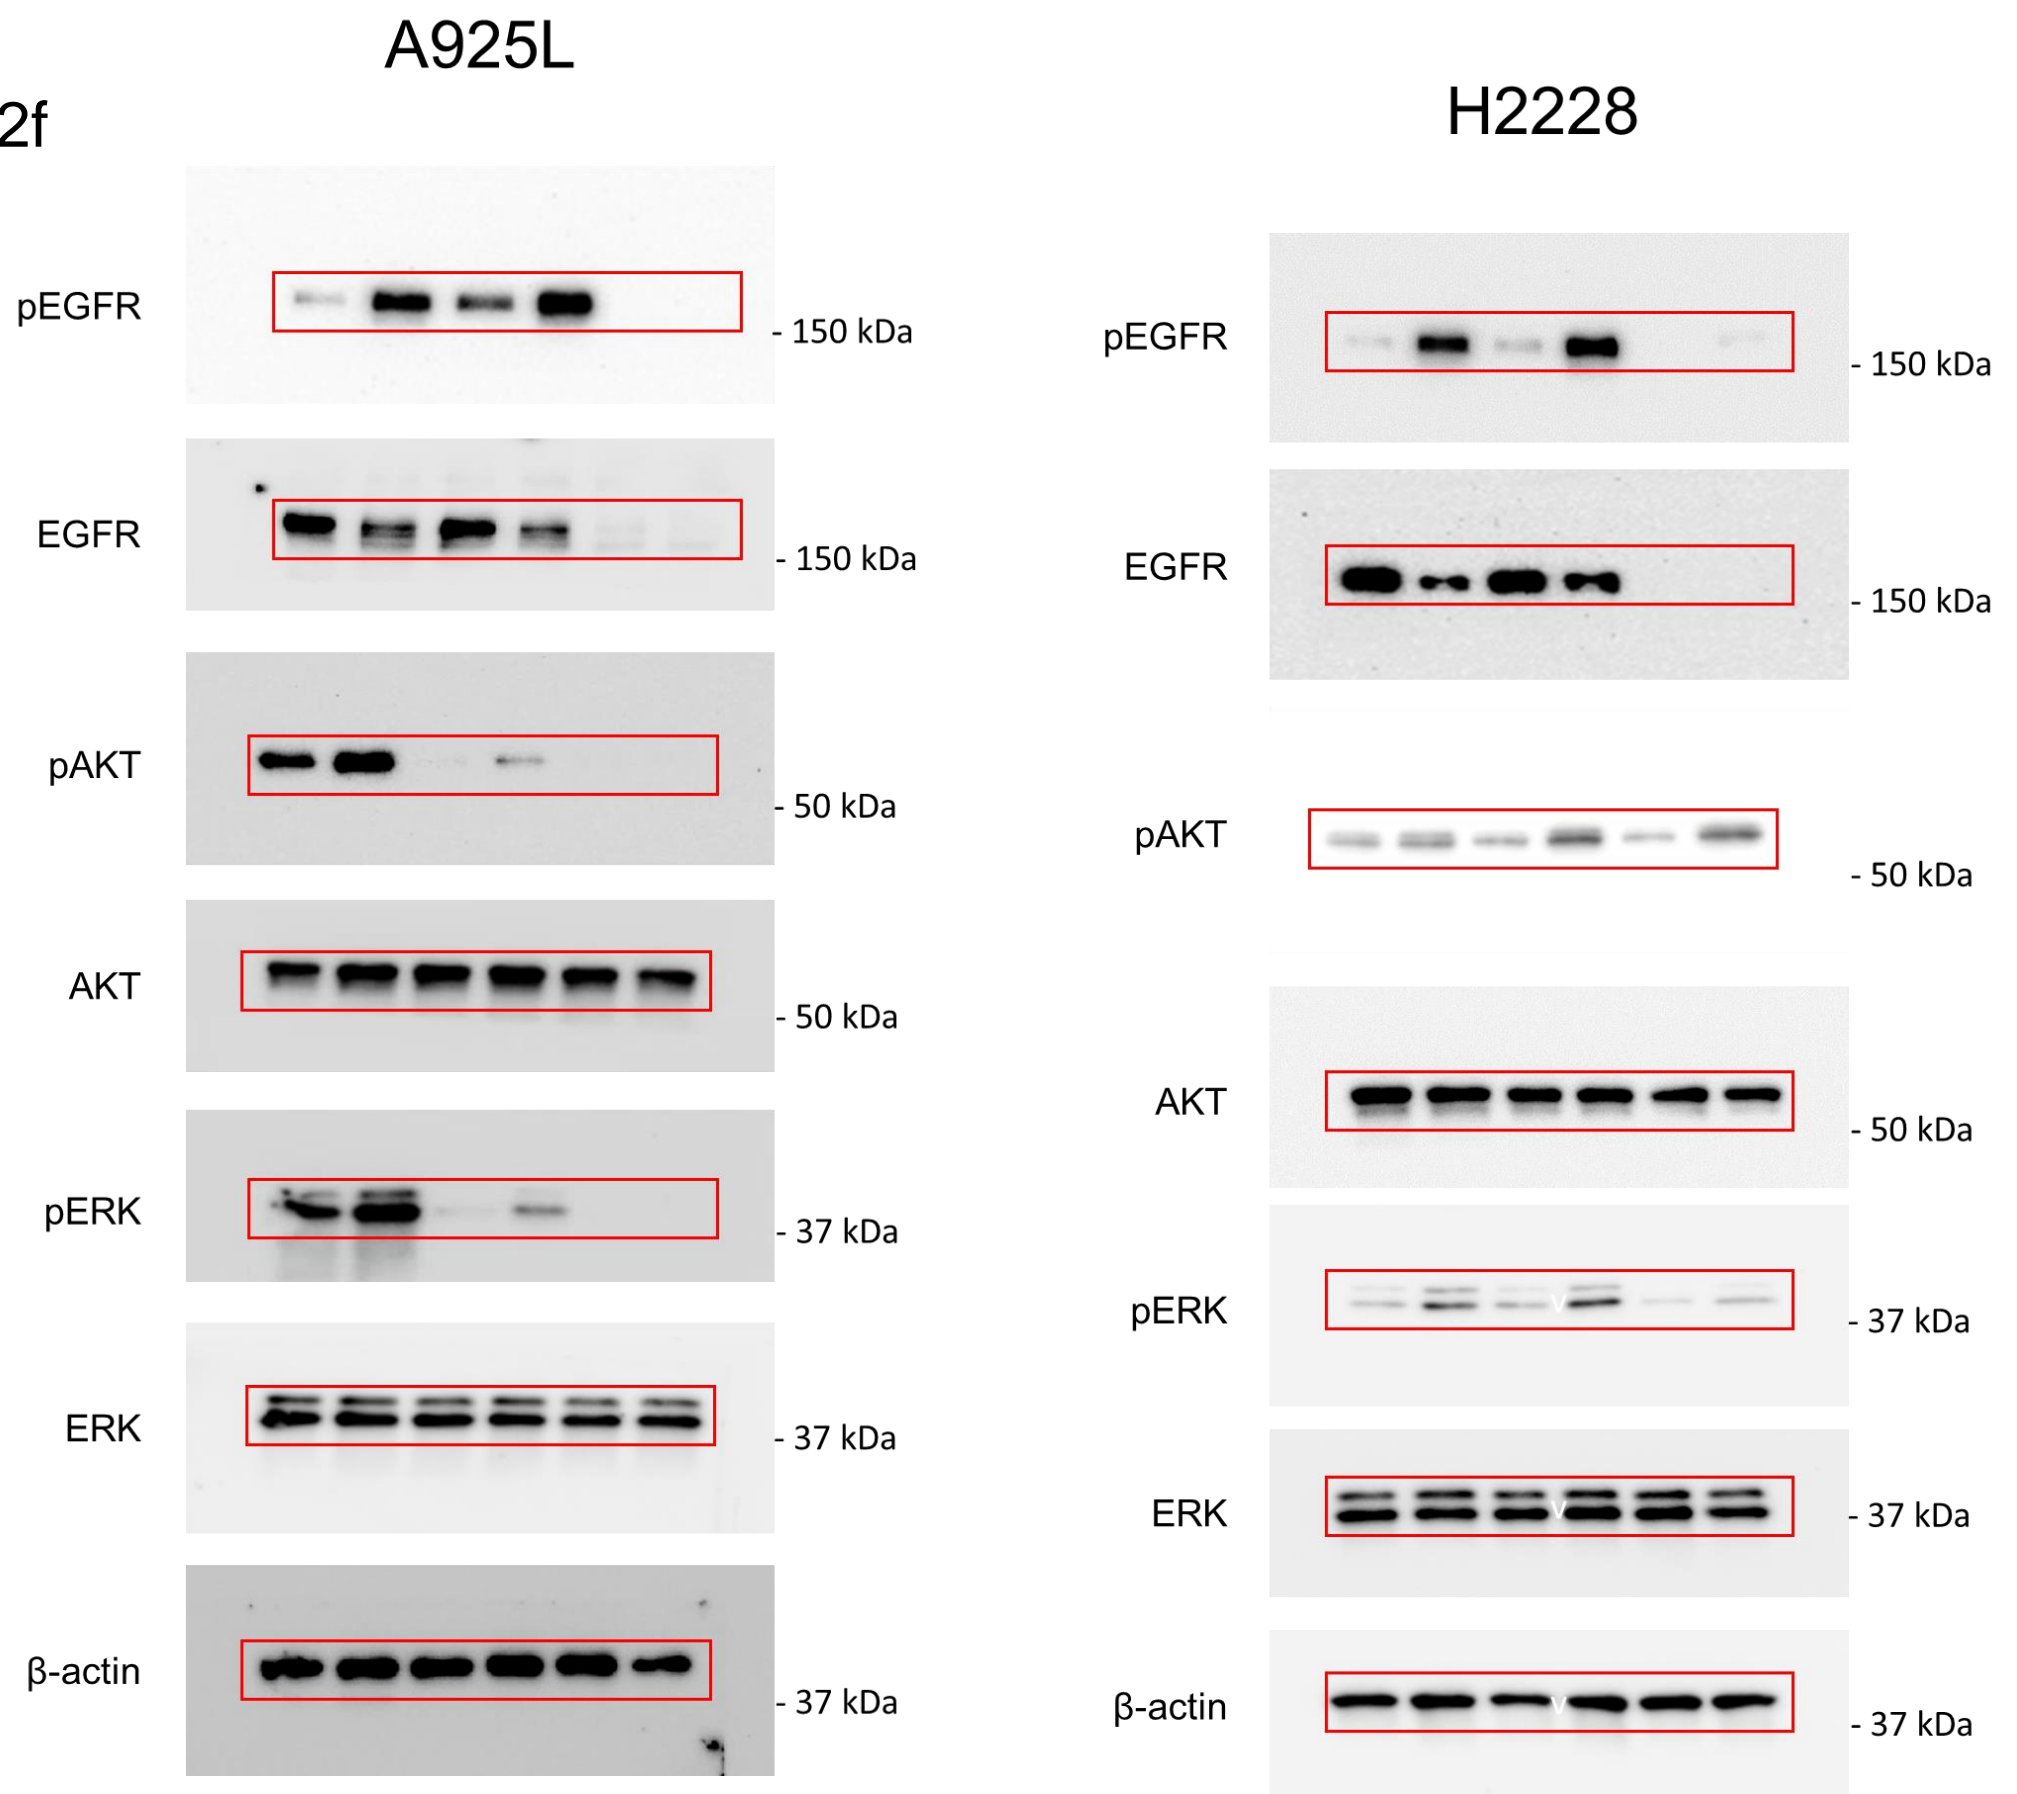 A925L
2f
pEGFR
- 150 kDa
EGFR
- 150 kDa
pAKT
- 50 kDa
AKT
- 50 kDa
pERK
- 37 kDa
ERK
- 37 kDa
β-actin
- 37 kDa
H2228
pEGFR
- 150 kDa
EGFR
- 150 kDa
pAKT
- 50 kDa
AKT
- 50 kDa
pERK
v
- 37 kDa
ERK
v
- 37 kDa
β-actin
v
- 37 kDa